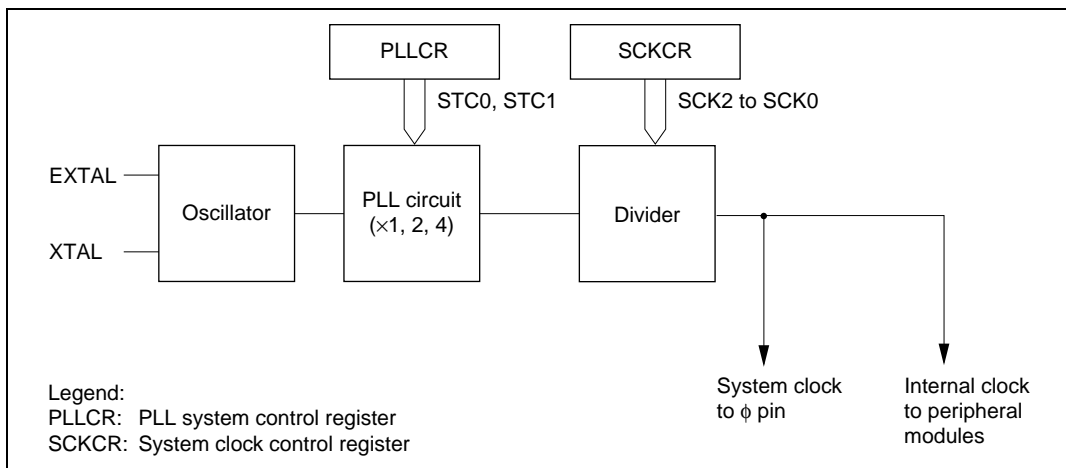 PLLCR
SCKCR
STC0, STC1
SCK2 to SCK0
EXTAL
XTAL
Oscillator
PLL circuit
(×1, 2, 4)
Divider
System clock
to φ pin
Internal clock
to peripheral
modules
Legend:
PLLCR: PLL system control register
SCKCR: System clock control register